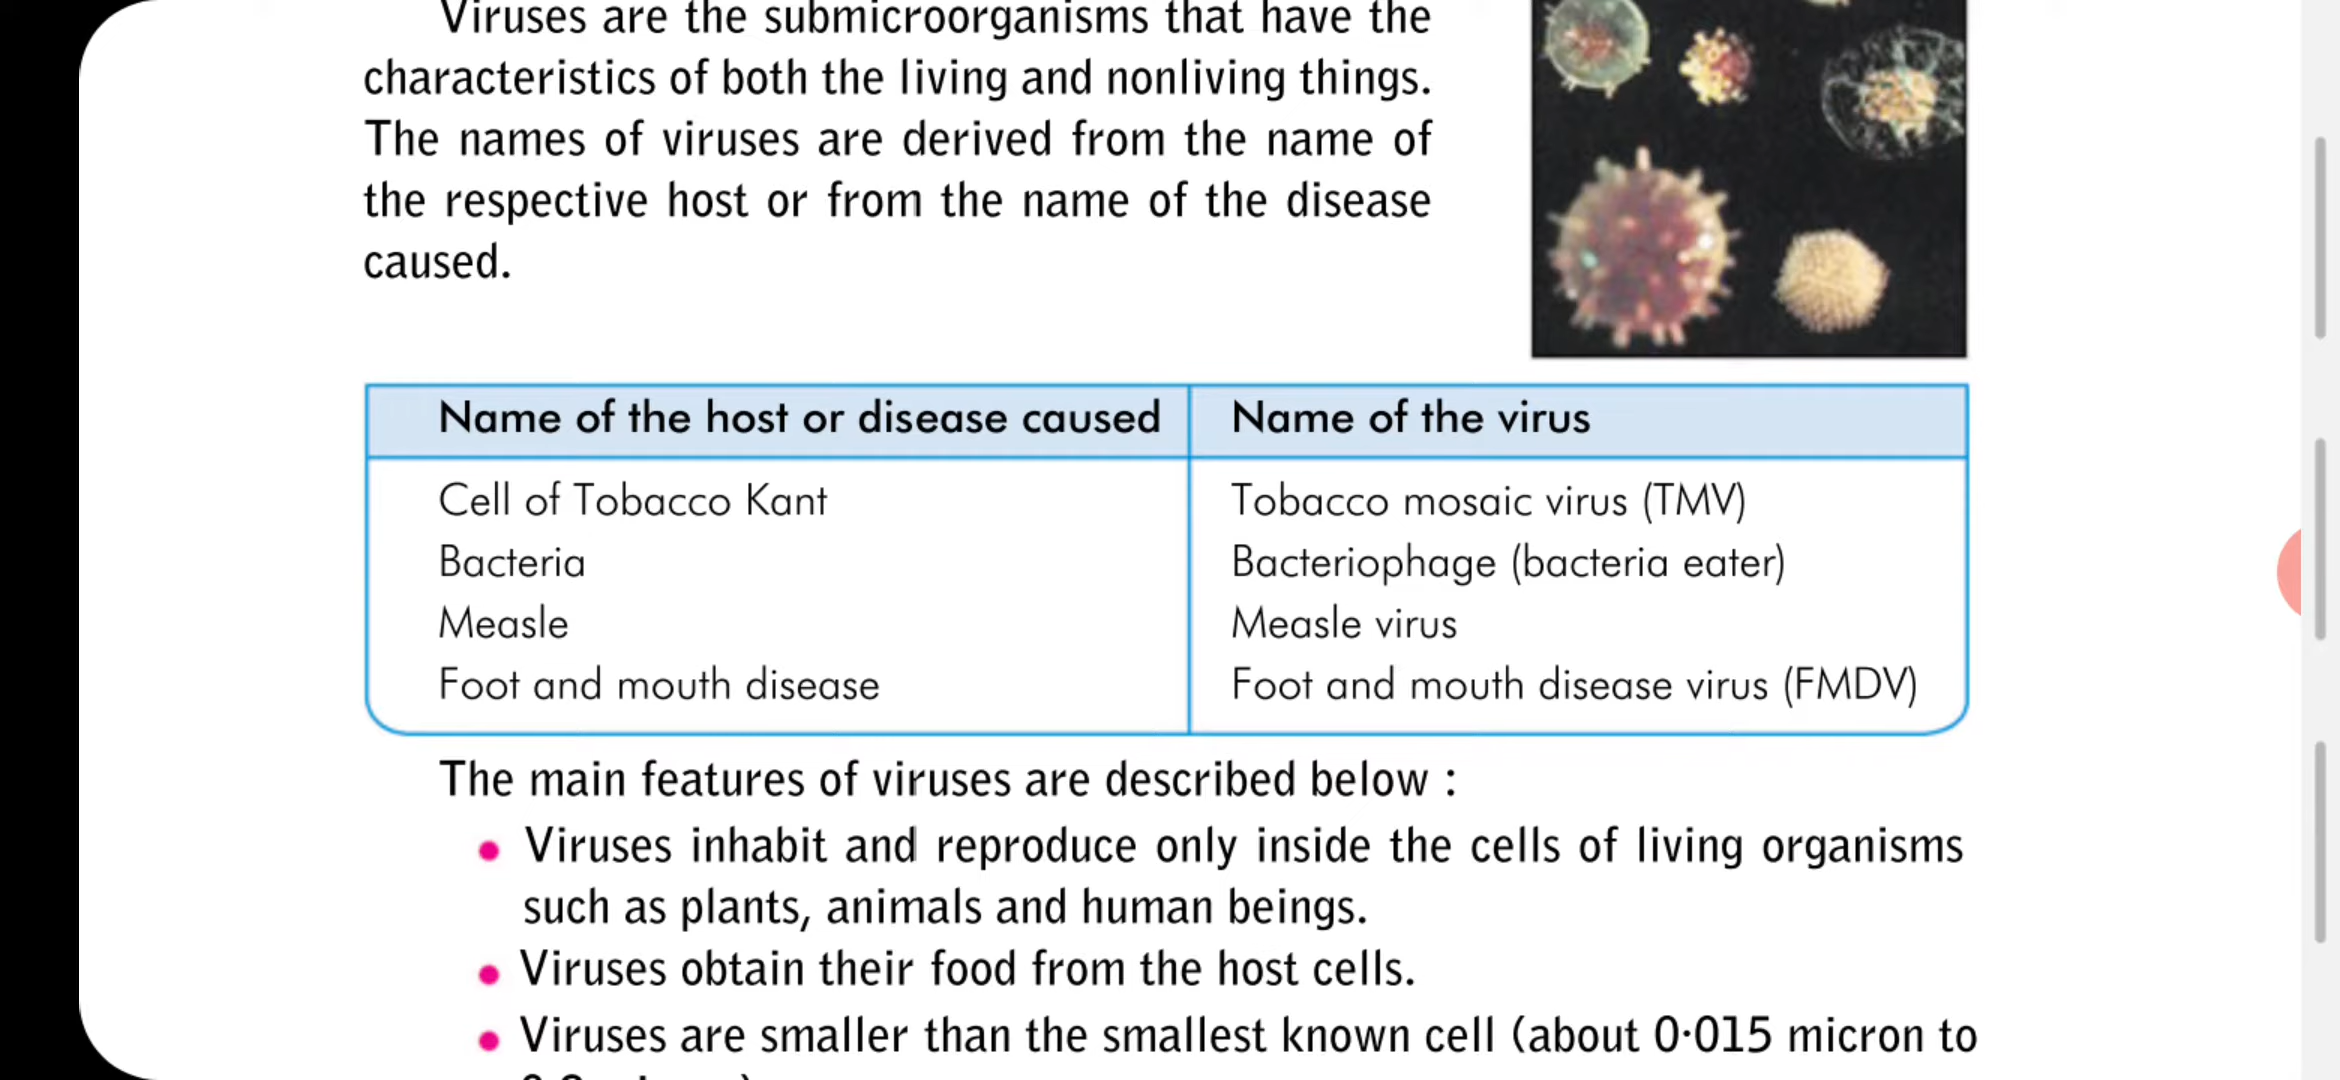 Viruses are the submicroorganisms that have the
characteristics of both the living and nonliving things.
The names of viruses are derived from the name of
the respective host or from the name of the disease
caused.
Name of the host or disease caused Name of the virus
Cell of Tobacco Kant Tobacco mosaic virus (TMV)
Bacteria Bacteriophage (bacteria eater)
Measle Measle virus
Foot and mouth disease Foot and mouth disease virus (FMDV)
The main features of viruses are described below :
• Viruses inhabit and reproduce only inside the cells of living organisms
such as plants, animals and human beings.
• Viruses obtain their food from the host cells.
• Viruses are smaller than the smallest known cell (about 0·015 micron to